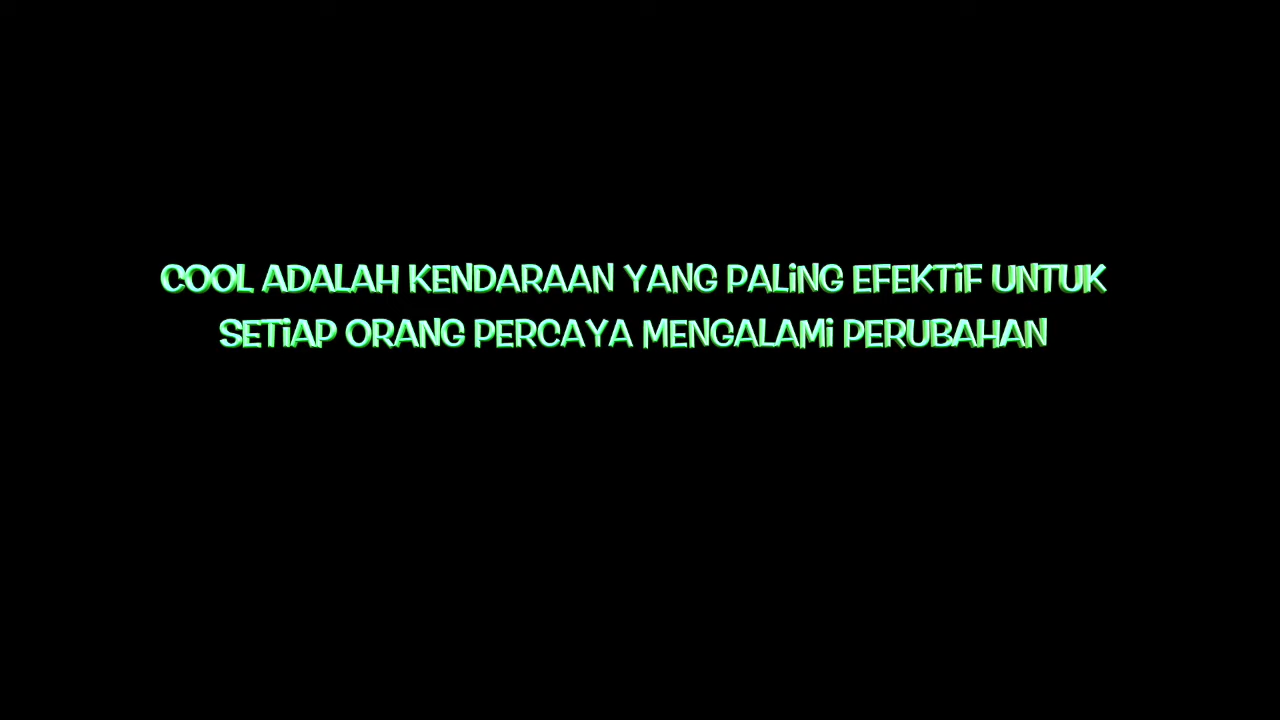 COOL ADALAH KENDARAAN YANG PALiNG EFEKTiF UNTUK
SETiAP ORANG PERCAYA MENGALAMi PERUBAHAN